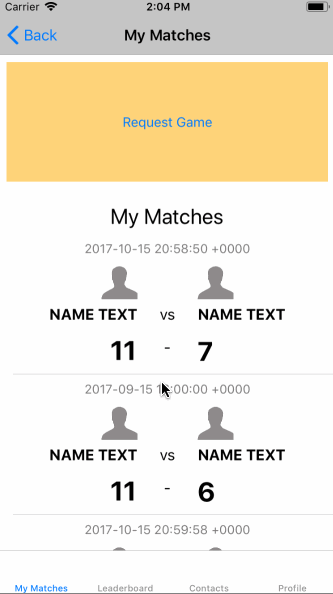 Carrier 2:04 PM
Back My Matches
Request Game
My Matches
2017-10-15 20:58:50 +0000
NAME TEXT vs NAME TEXT
11 - 7
2017-09-15 :00:00 +0000
NAME TEXT vs NAME TEXT
11 - 6
2017-10-15 20:59:58 +0000
My Matches Leaderboard Contacts Profile